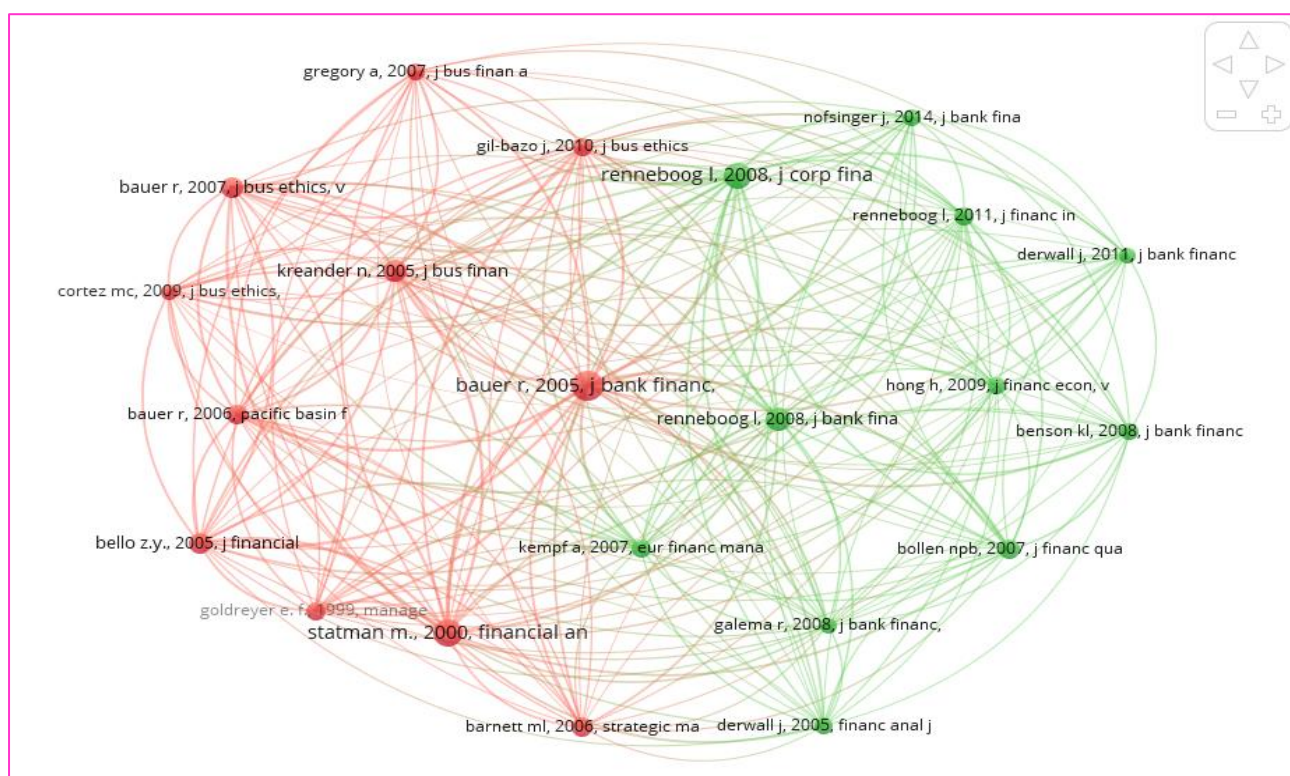 gregory a, 2007, j bus finan a
nofsinger j, 2014, j bank fina
gil-bazo j, 2010, j bus ethics
renneboog l, 2008, j corp fina
bauer r, 2007, j bus ethics, v
renneboog l, 2011, j financ in
derwall j, 2011, j bank financ
kreander n, 2005, j bus finan
cortez mc, 2009, j bus ethics,
bauer r, 2005, j bank financ,
hong h, 2009, j financ econ, v
bauer r, 2006, pacific basin f
renneboog l, 2008, j bank fina
benson kl, 2008, j bank financ
bello z.y., 2005, j financial
kempf a, 2007, eur financ mana
bollen npb, 2007, j financ qua
goldreyer e. f., 1999, manage
galema r, 2008, j bank financ,
statman m., 2000, financial an
barnett ml, 2006, strategic ma
derwall j, 2005, financ anal j